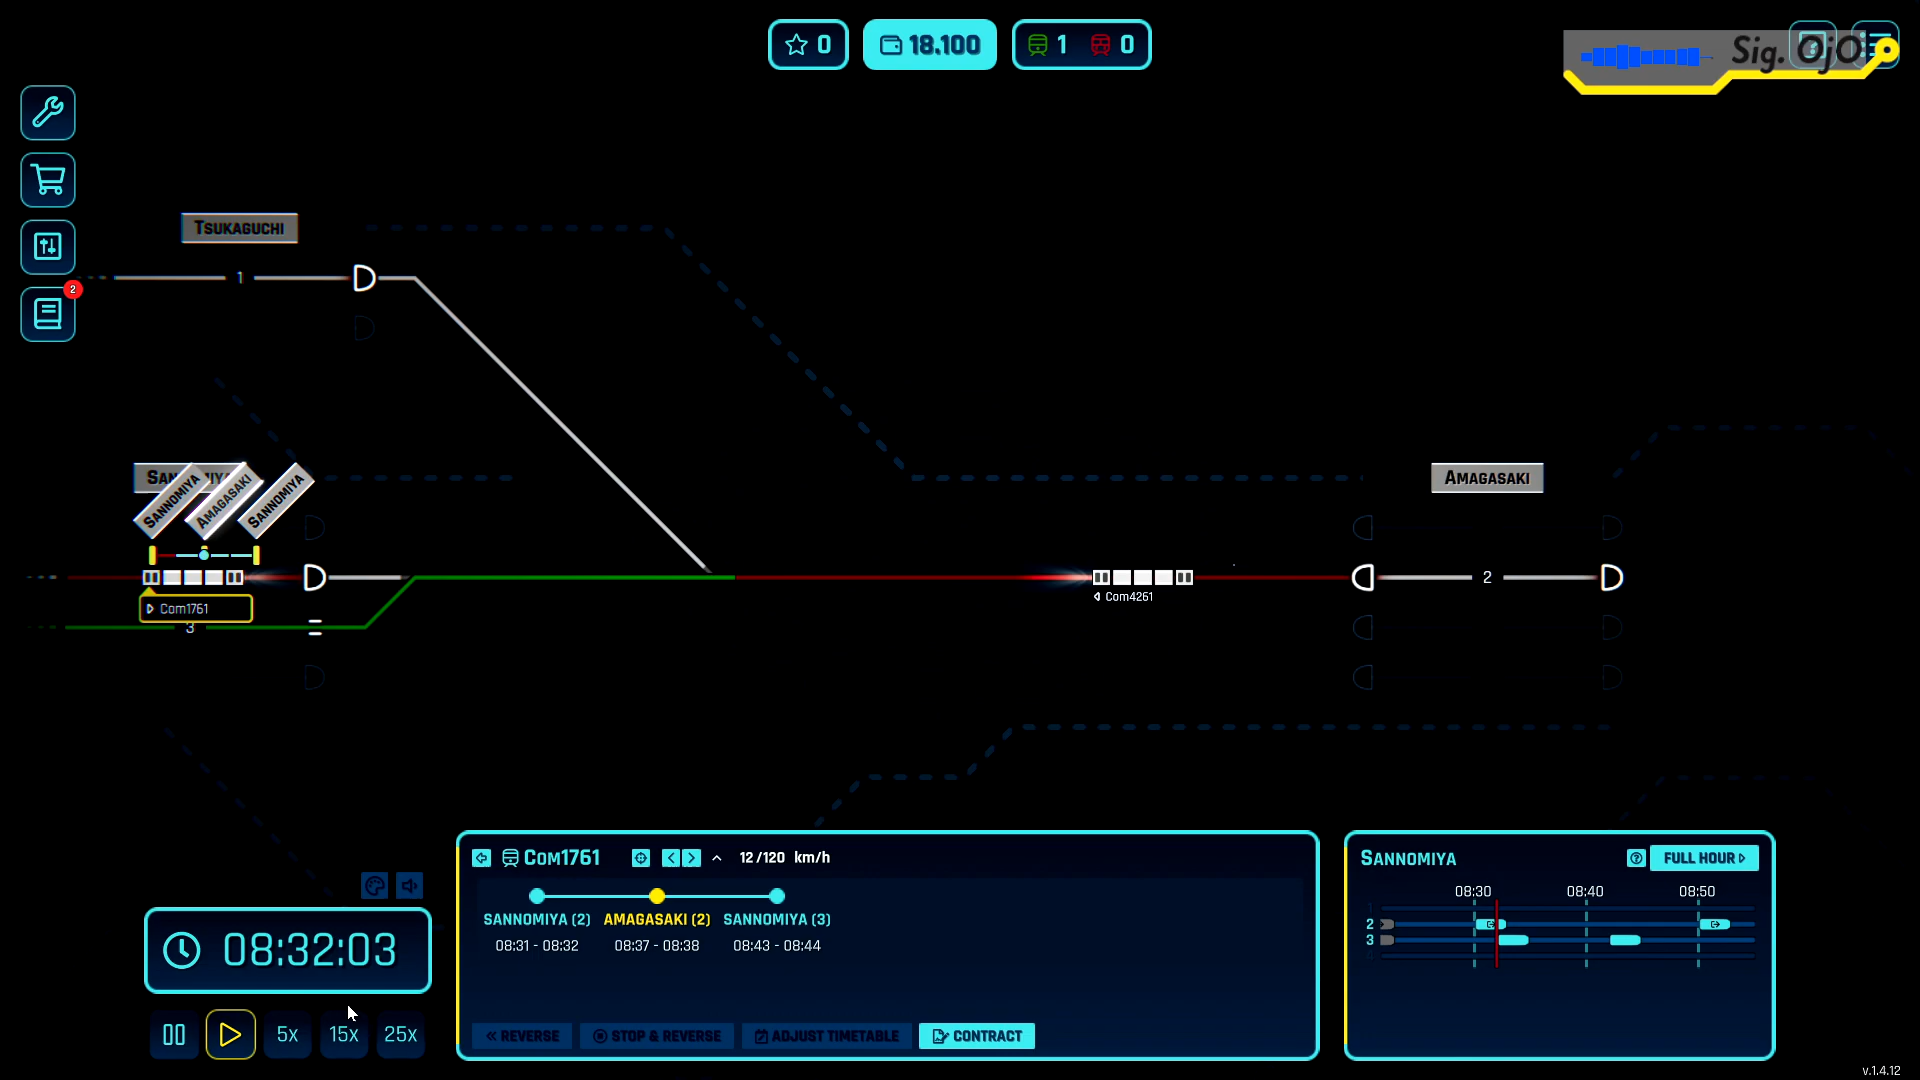 0
18.100
1 0
Sig. OjO
2
TSUKAGUCHI
1
SANNOMIYA
AMAGASAKI
SANNOMIYA
AMAGASAKI
Com1761
3
Com4261
2
COM1761
12/120 km/h
SANNOMIYA (2) AMAGASAKI (2) SANNOMIYA (3)
08:31 - 08:32 08:37 - 08:38 08:43 - 08:44
REVERSE STOP & REVERSE ADJUST TIMETABLE CONTRACT
SANNOMIYA
FULL HOUR
08:30 08:40 08:50
2
3
08:32:03
5x 15x 25x
v.1.4.12